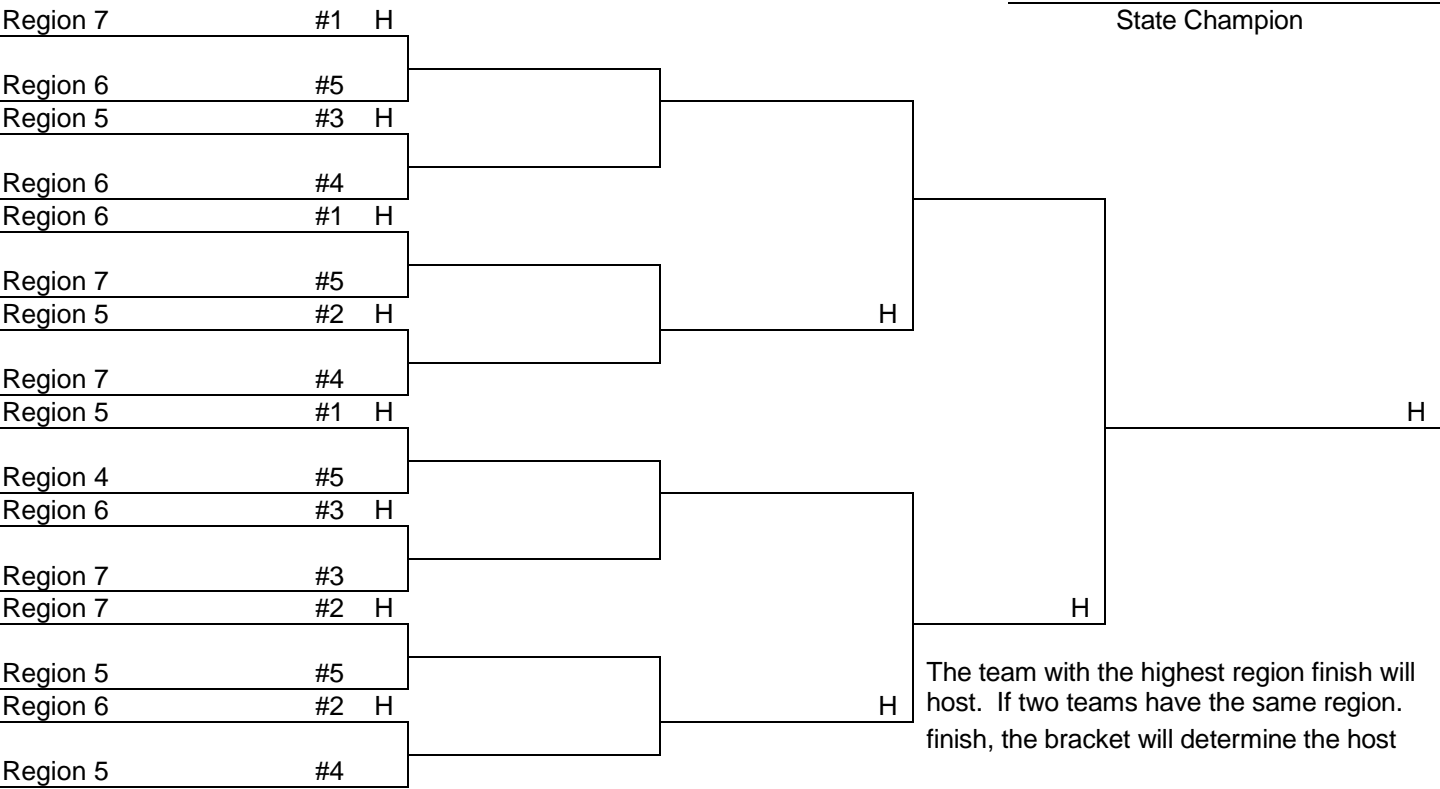 Region 7 #1 H
State Champion
Region 6 #5
Region 5 #3 H
Region 6 #4
Region 6 #1 H
Region 7 #5
Region 5 #2 H
H
Region 7 #4
Region 5 #1 H
H
Region 4 #5
Region 6 #3 H
Region 7 #3
Region 7 #2 H
H
Region 5 #5
Region 6 #2 H
H
Region 5 #4
The team with the highest region finish will
host. If two teams have the same region.
finish, the bracket will determine the host